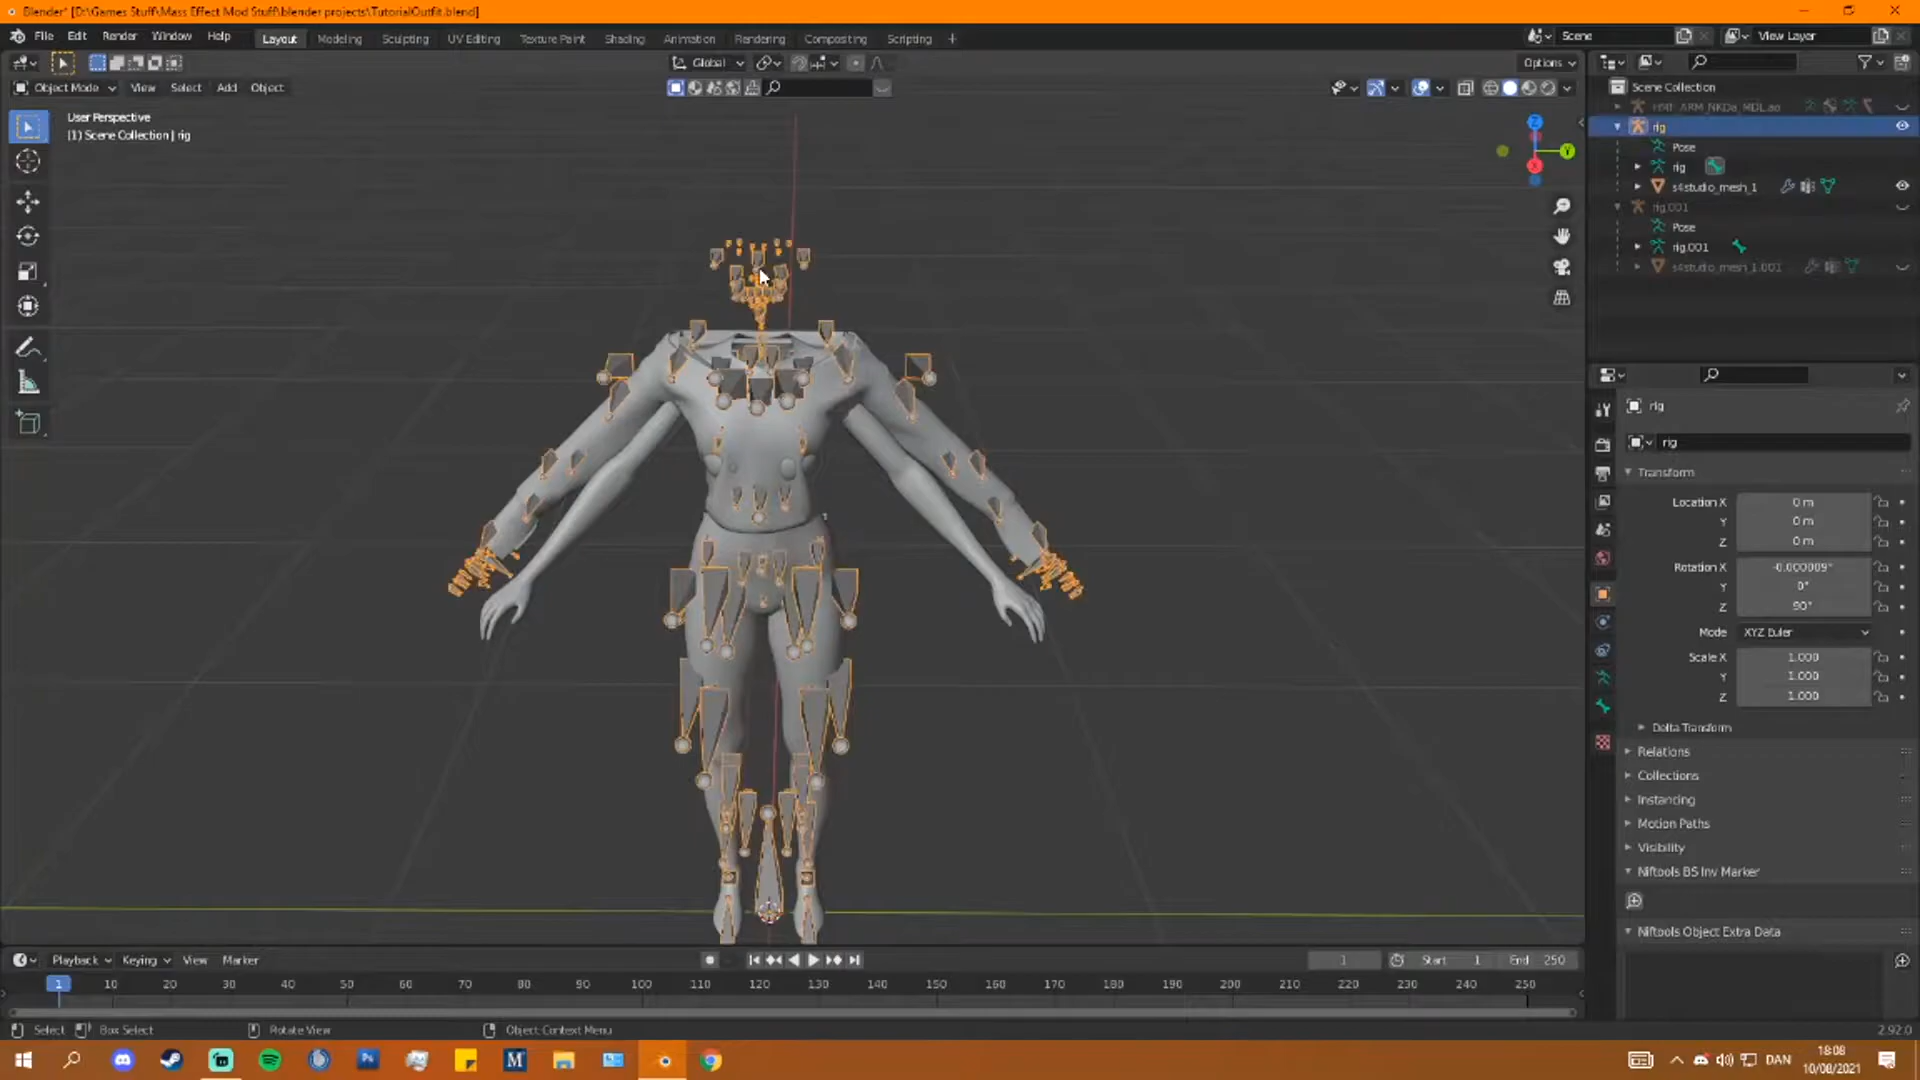 Blender* [D:\Games Stuff\Mass Effect Mod Stuff\blender projects\TutorialOutfit.blend]
File Edit Render Window Help Layout Modeling Sculpting UV Editing Texture Paint Shading Animation Rendering Compositing Scripting + Scene View Layer
Global Options
Object Mode View Select Add Object
User Perspective
(1) Scene Collection | rig
Z
Y
X
Scene Collection
HMF_ARM_NKDa_MDL.ao
rig
Pose
rig
s4studio_mesh_1
rig.001
Pose
rig.001
s4studio_mesh_1.001
rig
rig
Transform
Location X 0 m
Y 0 m
Z 0 m
Rotation X -0.000009°
Y 0°
Z 90°
Mode XYZ Euler
Scale X 1.000
Y 1.000
Z 1.000
Delta Transform
Relations
Collections
Instancing
Motion Paths
Visibility
Niftools BS Inv Marker
Niftools Object Extra Data
Playback Keying View Marker 1 Start 1 End 250
1 10 20 30 40 50 60 70 80 90 100 110 120 130 140 150 160 170 180 190 200 210 220 230 240 250
Select Box Select Rotate View Object Context Menu 2.92.0
Ps M DAN 18:08
10/08/2021